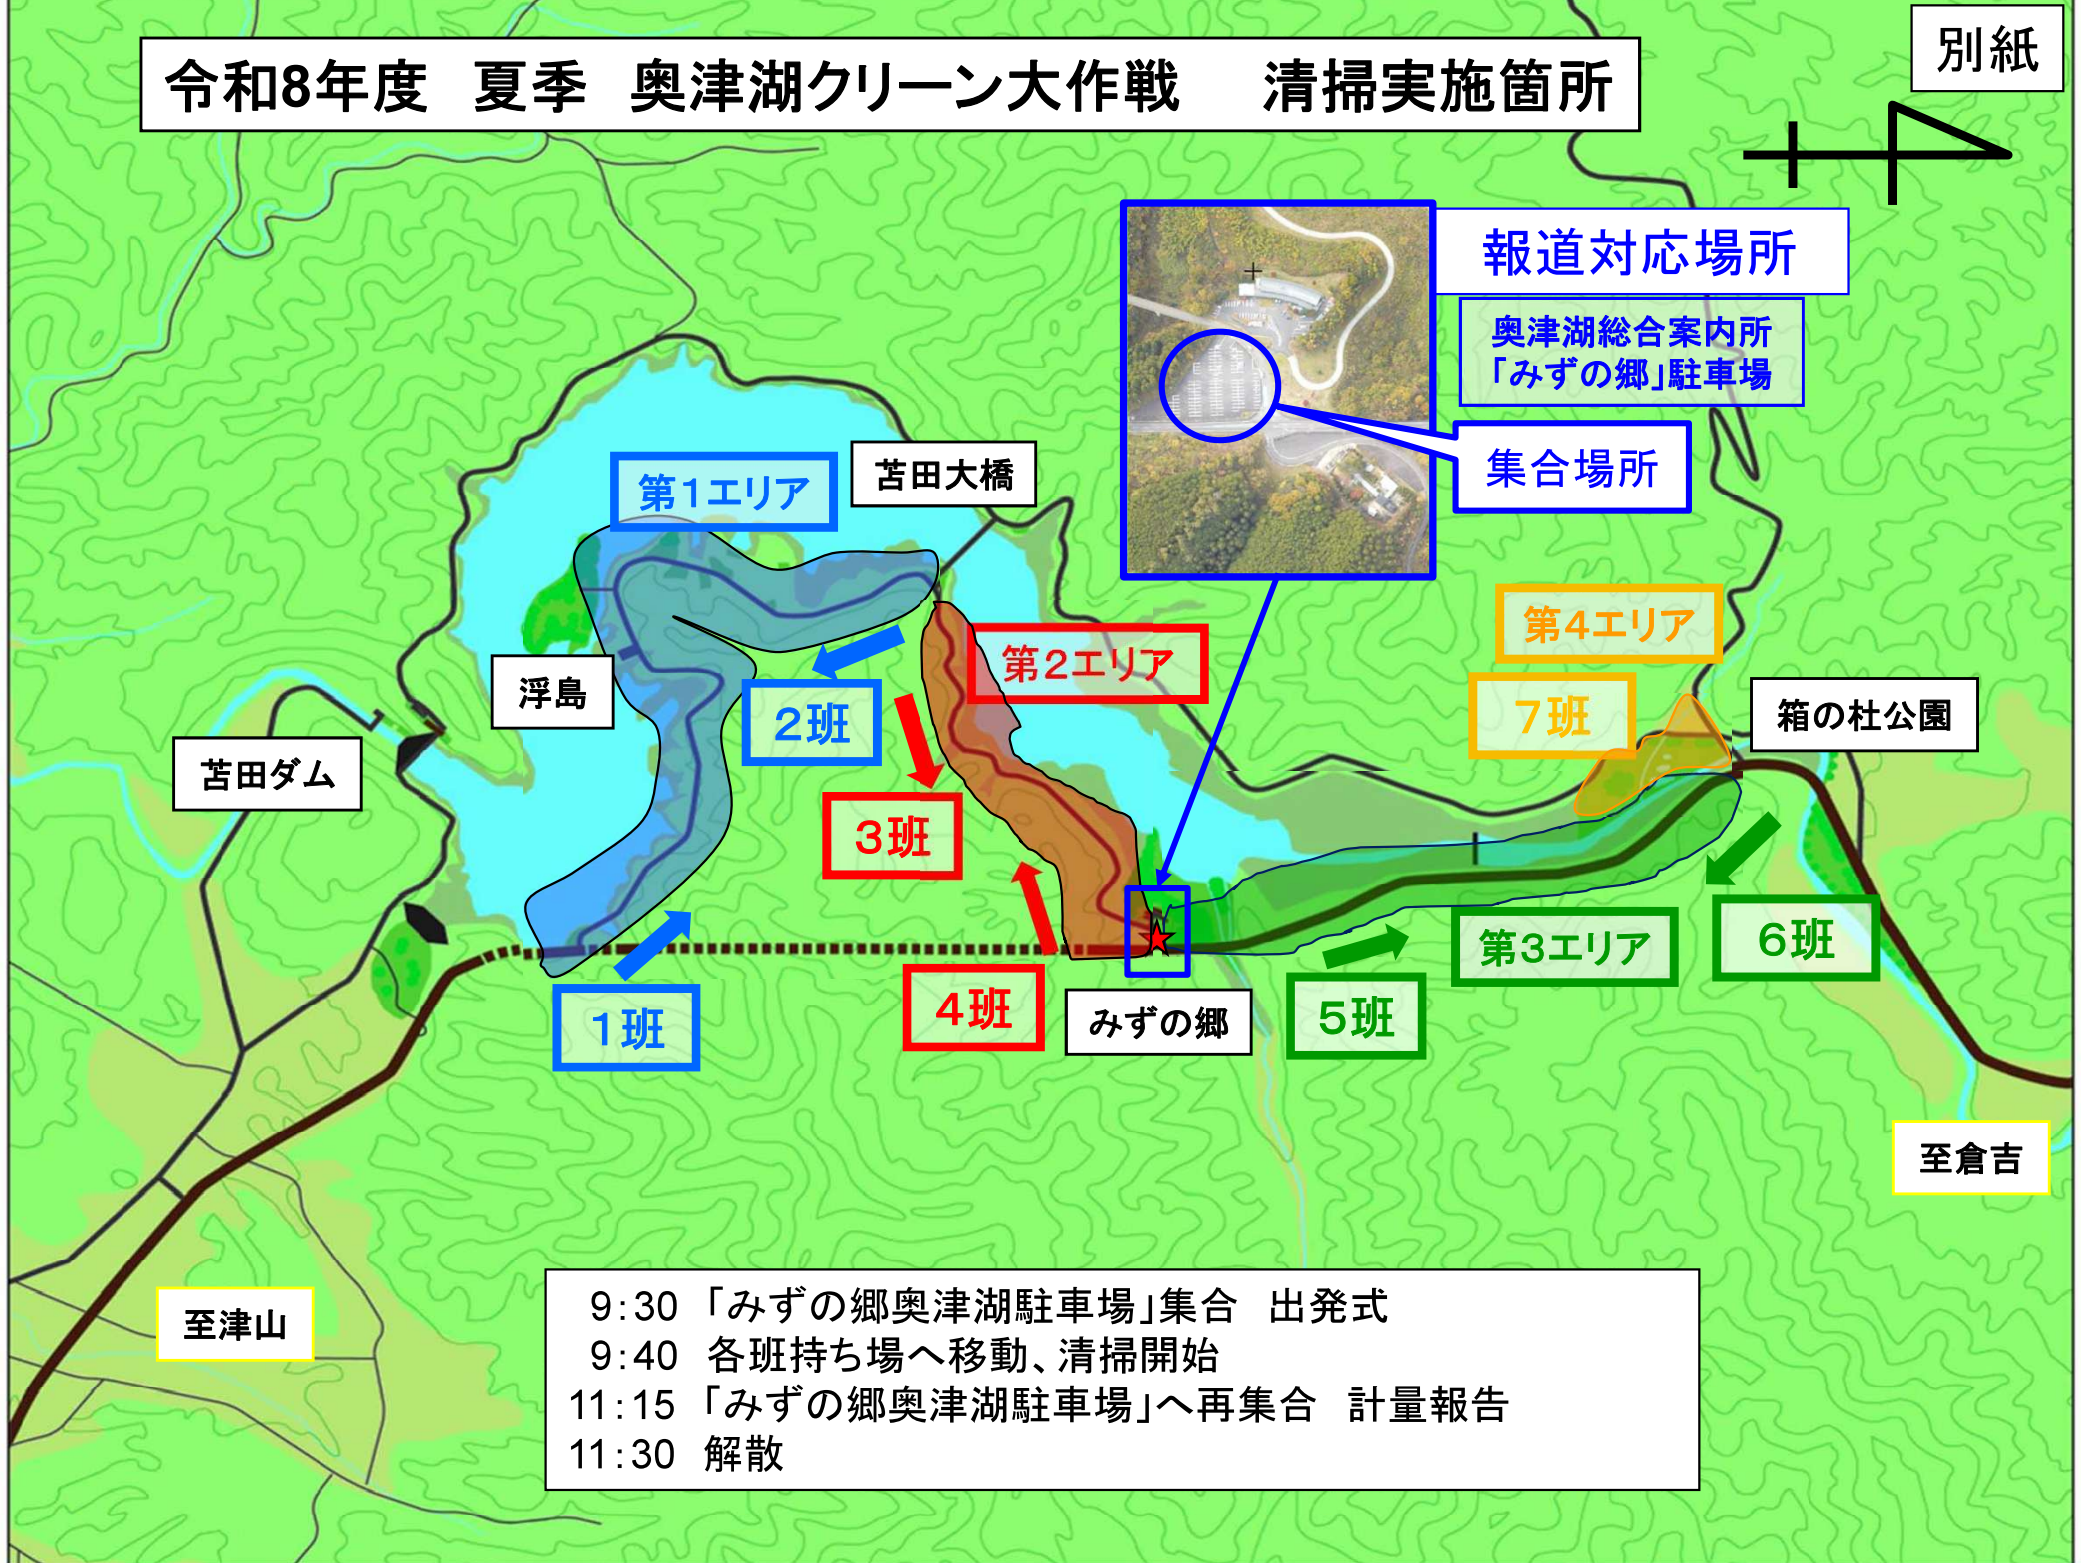 別紙
令和8年度　夏季　奥津湖クリーン大作戦　清掃実施箇所
報道対応場所
奥津湖総合案内所
「みずの郷」駐車場
集合場所
苫田大橋
第1エリア
第4エリア
7班
第2エリア
浮島
2班
箱の杜公園
苫田ダム
3班
6班
第3エリア
4班
5班
みずの郷
1班
至倉吉
至津山
9:30 「みずの郷奥津湖駐車場」集合　出発式
9:40 各班持ち場へ移動、清掃開始
11:15 「みずの郷奥津湖駐車場」へ再集合　計量報告
11:30 解散